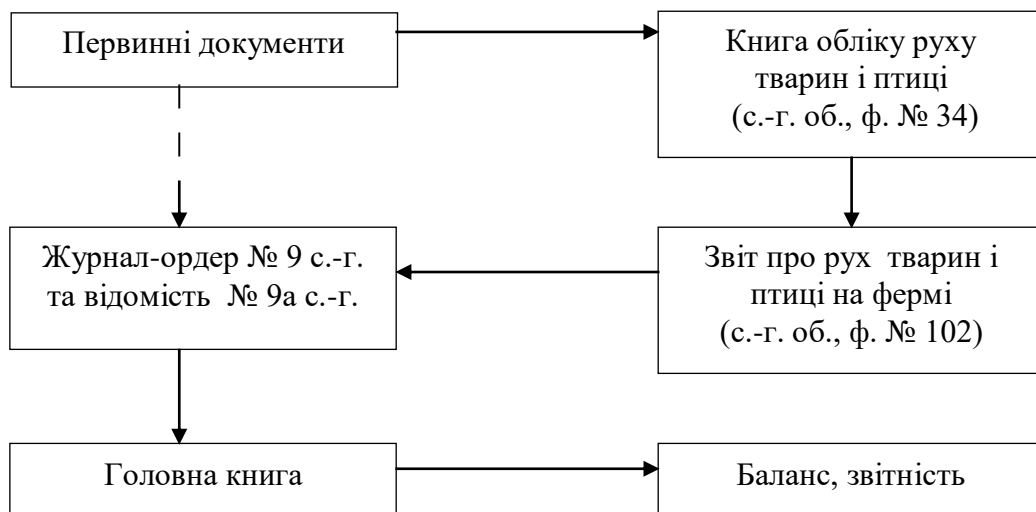 Первинні документи
Книга обліку руху
тварин і птиці
(с.-г. об., ф. № 34)
Журнал-ордер № 9 с.-г.
та відомість № 9а с.-г.
Звіт про рух тварин і
птиці на фермі
(с.-г. об., ф. № 102)
Головна книга
Баланс, звітність